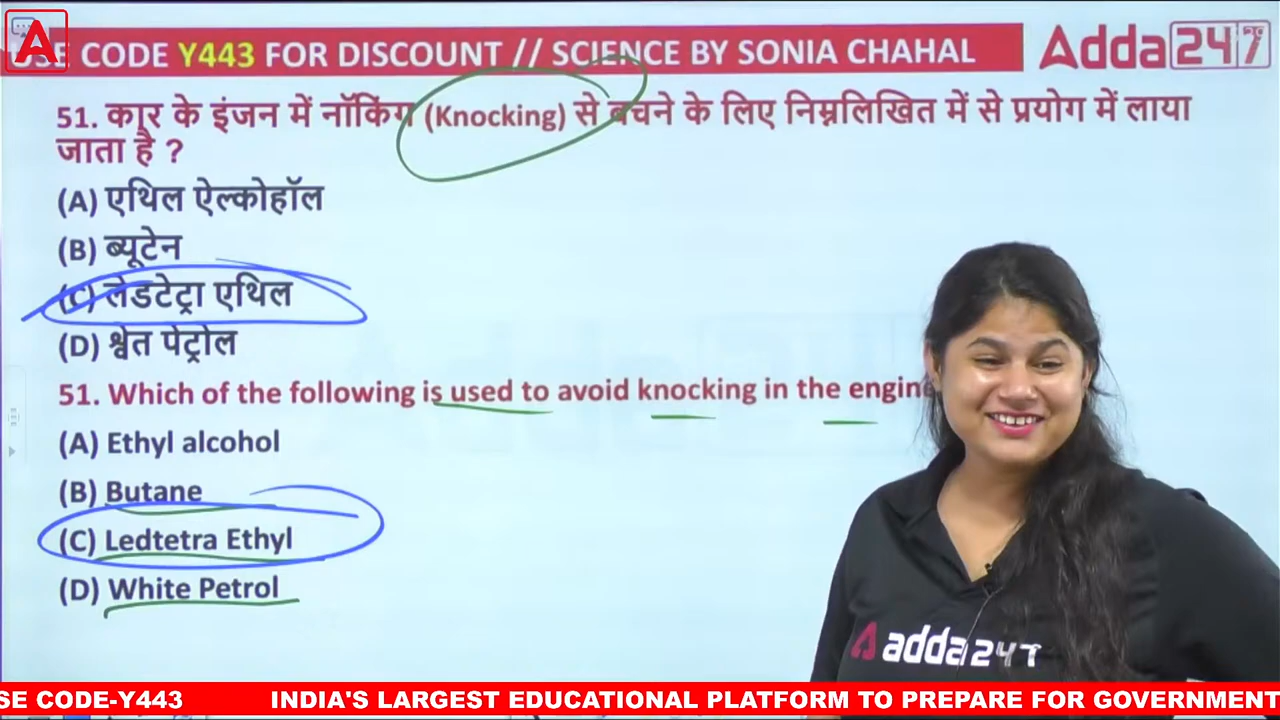 A
SE CODE Y443 FOR DISCOUNT // SCIENCE BY SONIA CHAHAL
Adda247
51. कार के इंजन में नॉकिंग (Knocking) से बचने के लिए निम्नलिखित में से प्रयोग में लाया
जाता है ?
(A) एथिल ऐल्कोहॉल
(B) ब्यूटेन
(C) लेडटेट्रा एथिल
(D) श्वेत पेट्रोल
51. Which of the following is used to avoid knocking in the
(A) Ethyl alcohol
(B) Butane
(C) Ledtetra Ethyl
(D) White Petrol
adda247
SE CODE-Y443 INDIA'S LARGEST EDUCATIONAL PLATFORM TO PREPARE FOR GOVERNMENT